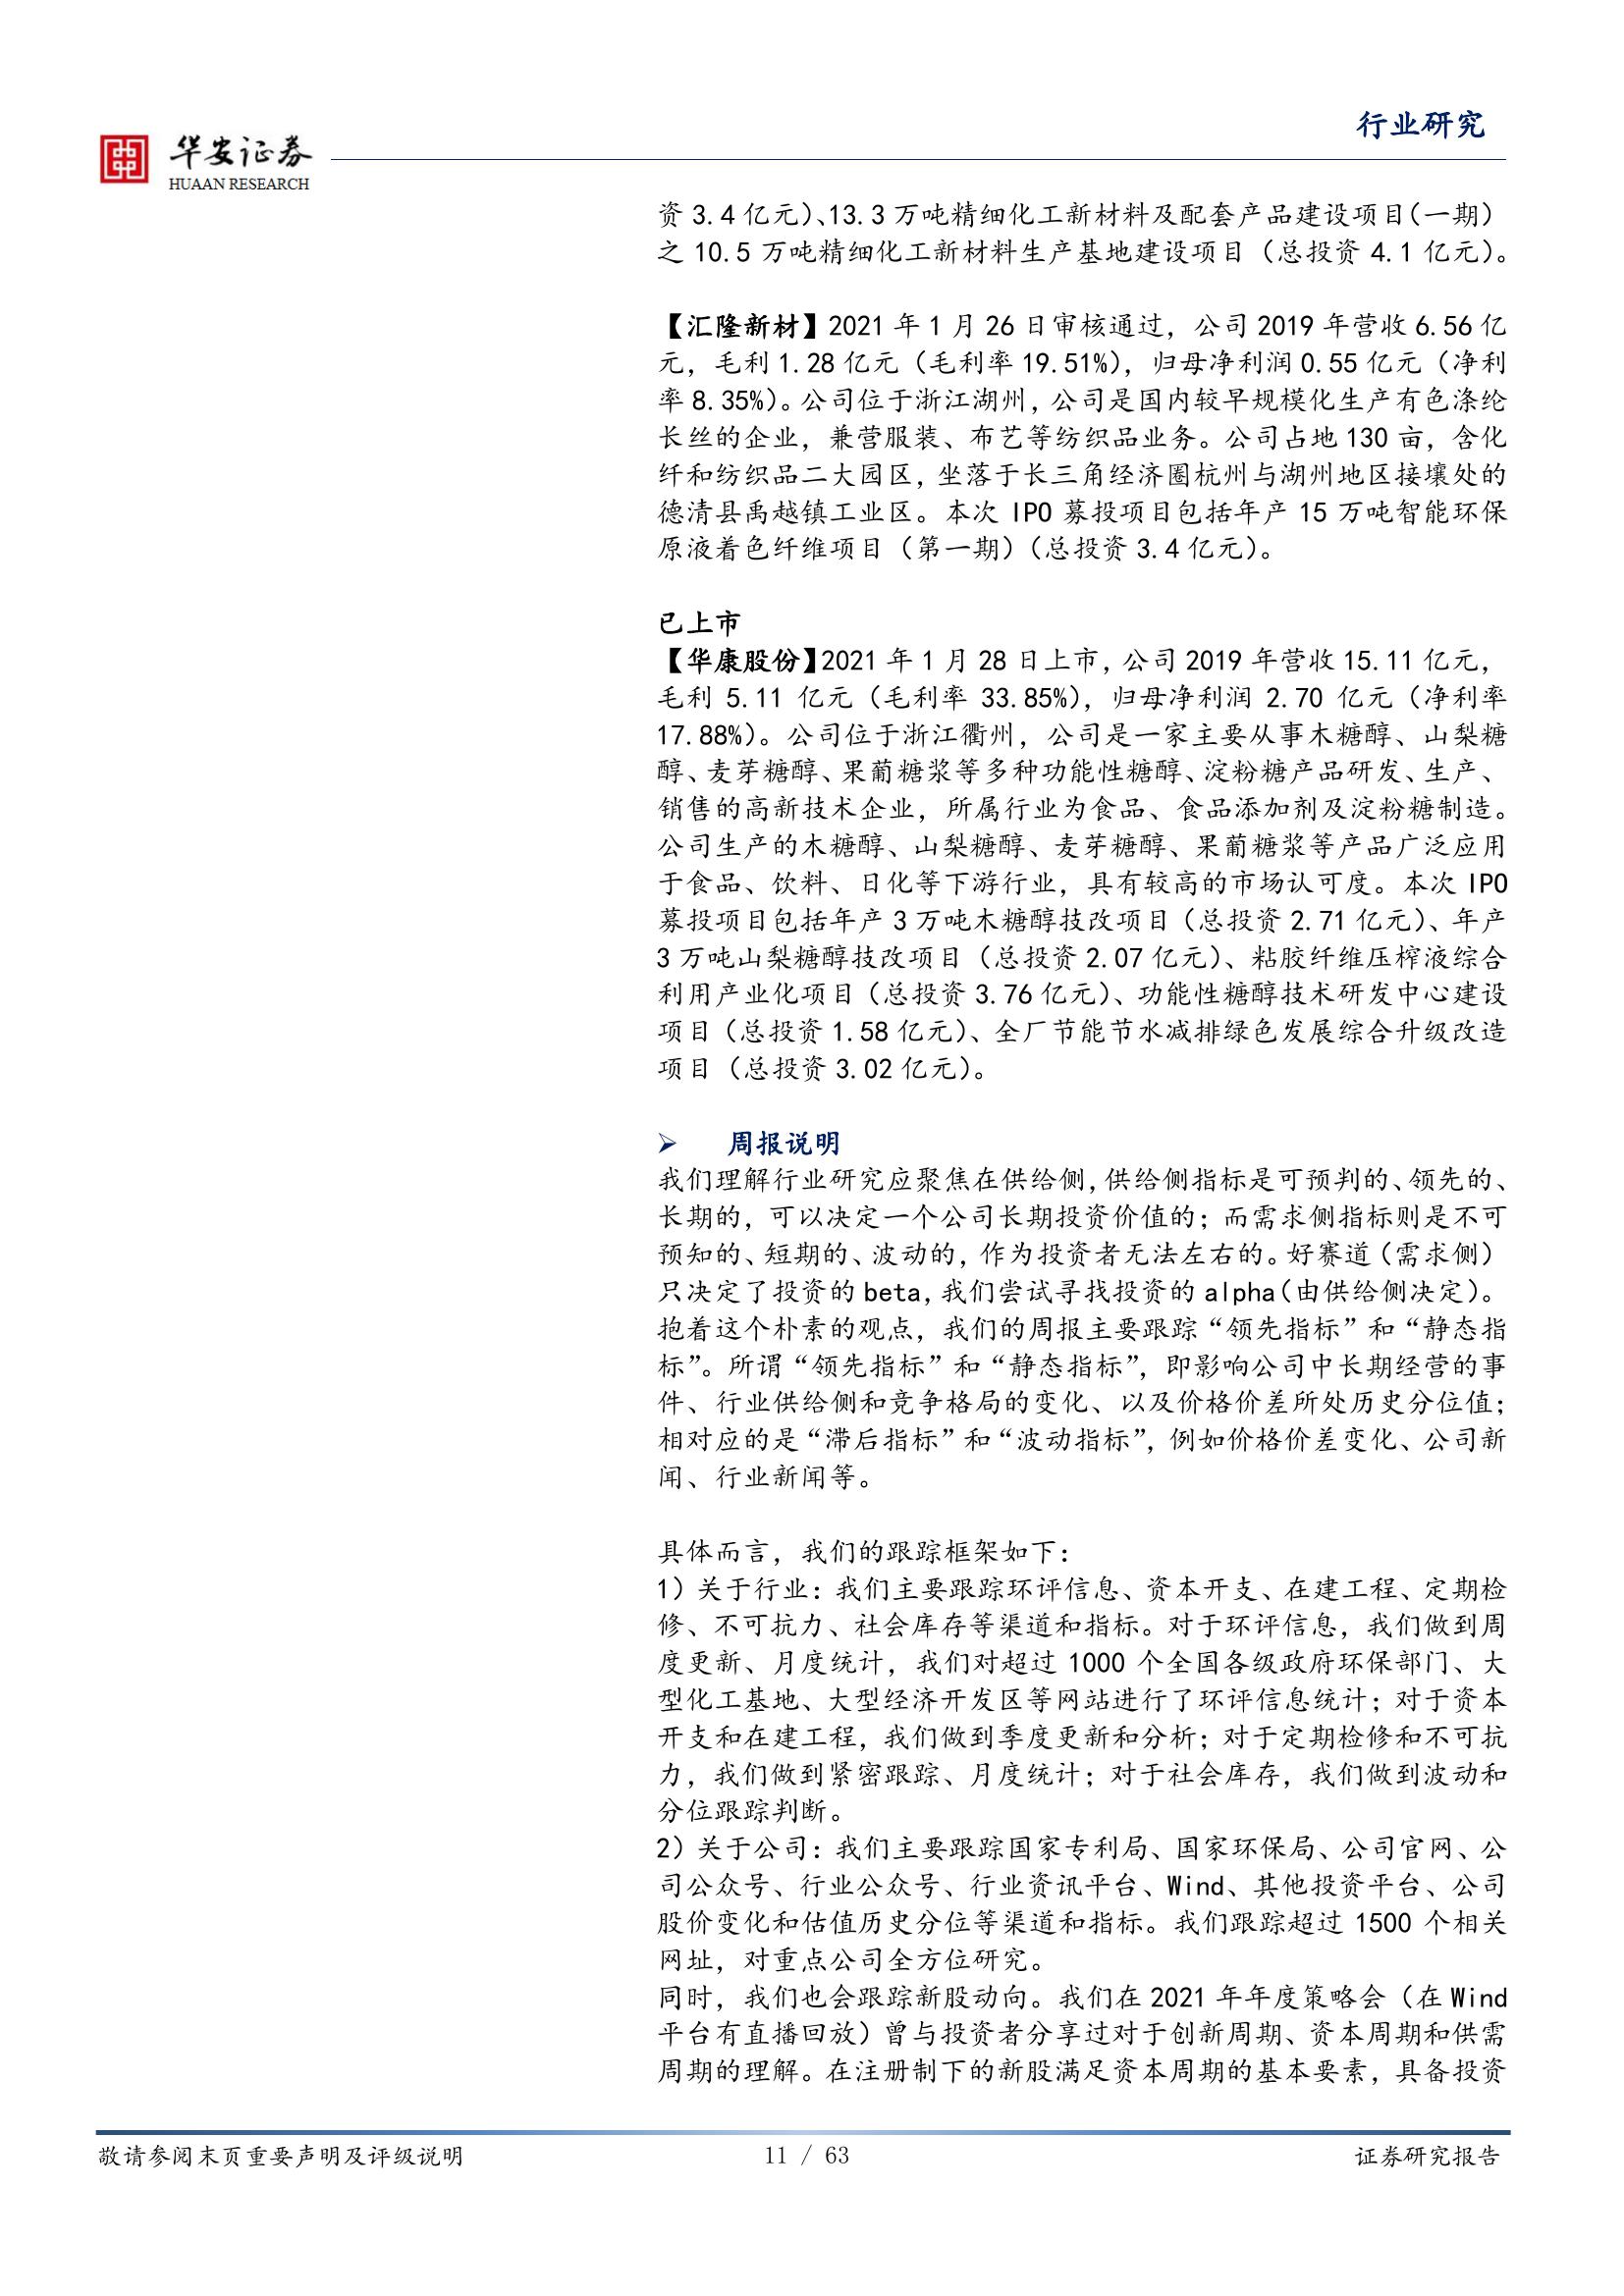 行业研究
华安证券
HUAAN RESEARCH
资 3.4 亿元)、13.3 万吨精细化工新材料及配套产品建设项目(一期)
之 10.5 万吨精细化工新材料生产基地建设项目（总投资 4.1 亿元)。
【汇隆新材】2021 年 1 月 26 日审核通过，公司 2019 年营收 6.56 亿
元，毛利 1.28 亿元（毛利率 19.51%)，归母净利润 0.55 亿元（净利
率 8.35%)。公司位于浙江湖州，公司是国内较早规模化生产有色涤纶
长丝的企业，兼营服装、布艺等纺织品业务。公司占地 130 亩，含化
纤和纺织品二大园区，坐落于长三角经济圈杭州与湖州地区接壤处的
德清县禹越镇工业区。本次 IPO 募投项目包括年产 15 万吨智能环保
原液着色纤维项目（第一期）（总投资 3.4 亿元)。
已上市
【华康股份】2021 年 1 月 28 日上市，公司 2019 年营收 15.11 亿元，
毛利 5.11 亿元（毛利率 33.85%)，归母净利润 2.70 亿元（净利率
17.88%)。公司位于浙江衢州，公司是一家主要从事木糖醇、山梨糖
醇、麦芽糖醇、果葡糖浆等多种功能性糖醇、淀粉糖产品研发、生产、
销售的高新技术企业，所属行业为食品、食品添加剂及淀粉糖制造。
公司生产的木糖醇、山梨糖醇、麦芽糖醇、果葡糖浆等产品广泛应用
于食品、饮料、日化等下游行业，具有较高的市场认可度。本次 IPO
募投项目包括年产 3 万吨木糖醇技改项目（总投资 2.71 亿元)、年产
3 万吨山梨糖醇技改项目（总投资 2.07 亿元)、粘胶纤维压榨液综合
利用产业化项目（总投资 3.76 亿元)、功能性糖醇技术研发中心建设
项目（总投资 1.58 亿元)、全厂节能节水减排绿色发展综合升级改造
项目（总投资 3.02 亿元)。
➢ 周报说明
我们理解行业研究应聚焦在供给侧，供给侧指标是可预判的、领先的、
长期的，可以决定一个公司长期投资价值的；而需求侧指标则是不可
预知的、短期的、波动的，作为投资者无法左右的。好赛道（需求侧）
只决定了投资的 beta，我们尝试寻找投资的 alpha（由供给侧决定)。
抱着这个朴素的观点，我们的周报主要跟踪“领先指标”和“静态指
标”。所谓“领先指标”和“静态指标”，即影响公司中长期经营的事
件、行业供给侧和竞争格局的变化、以及价格价差所处历史分位值；
相对应的是“滞后指标”和“波动指标”，例如价格价差变化、公司新
闻、行业新闻等。
具体而言，我们的跟踪框架如下：
1）关于行业：我们主要跟踪环评信息、资本开支、在建工程、定期检
修、不可抗力、社会库存等渠道和指标。对于环评信息，我们做到周
度更新、月度统计，我们对超过 1000 个全国各级政府环保部门、大
型化工基地、大型经济开发区等网站进行了环评信息统计；对于资本
开支和在建工程，我们做到季度更新和分析；对于定期检修和不可抗
力，我们做到紧密跟踪、月度统计；对于社会库存，我们做到波动和
分位跟踪判断。
2）关于公司：我们主要跟踪国家专利局、国家环保局、公司官网、公
司公众号、行业公众号、行业资讯平台、Wind、其他投资平台、公司
股价变化和估值历史分位等渠道和指标。我们跟踪超过 1500 个相关
网址，对重点公司全方位研究。
同时，我们也会跟踪新股动向。我们在 2021 年年度策略会（在 Wind
平台有直播回放）曾与投资者分享过对于创新周期、资本周期和供需
周期的理解。在注册制下的新股满足资本周期的基本要素，具备投资
敬请参阅末页重要声明及评级说明
11 / 63
证券研究报告